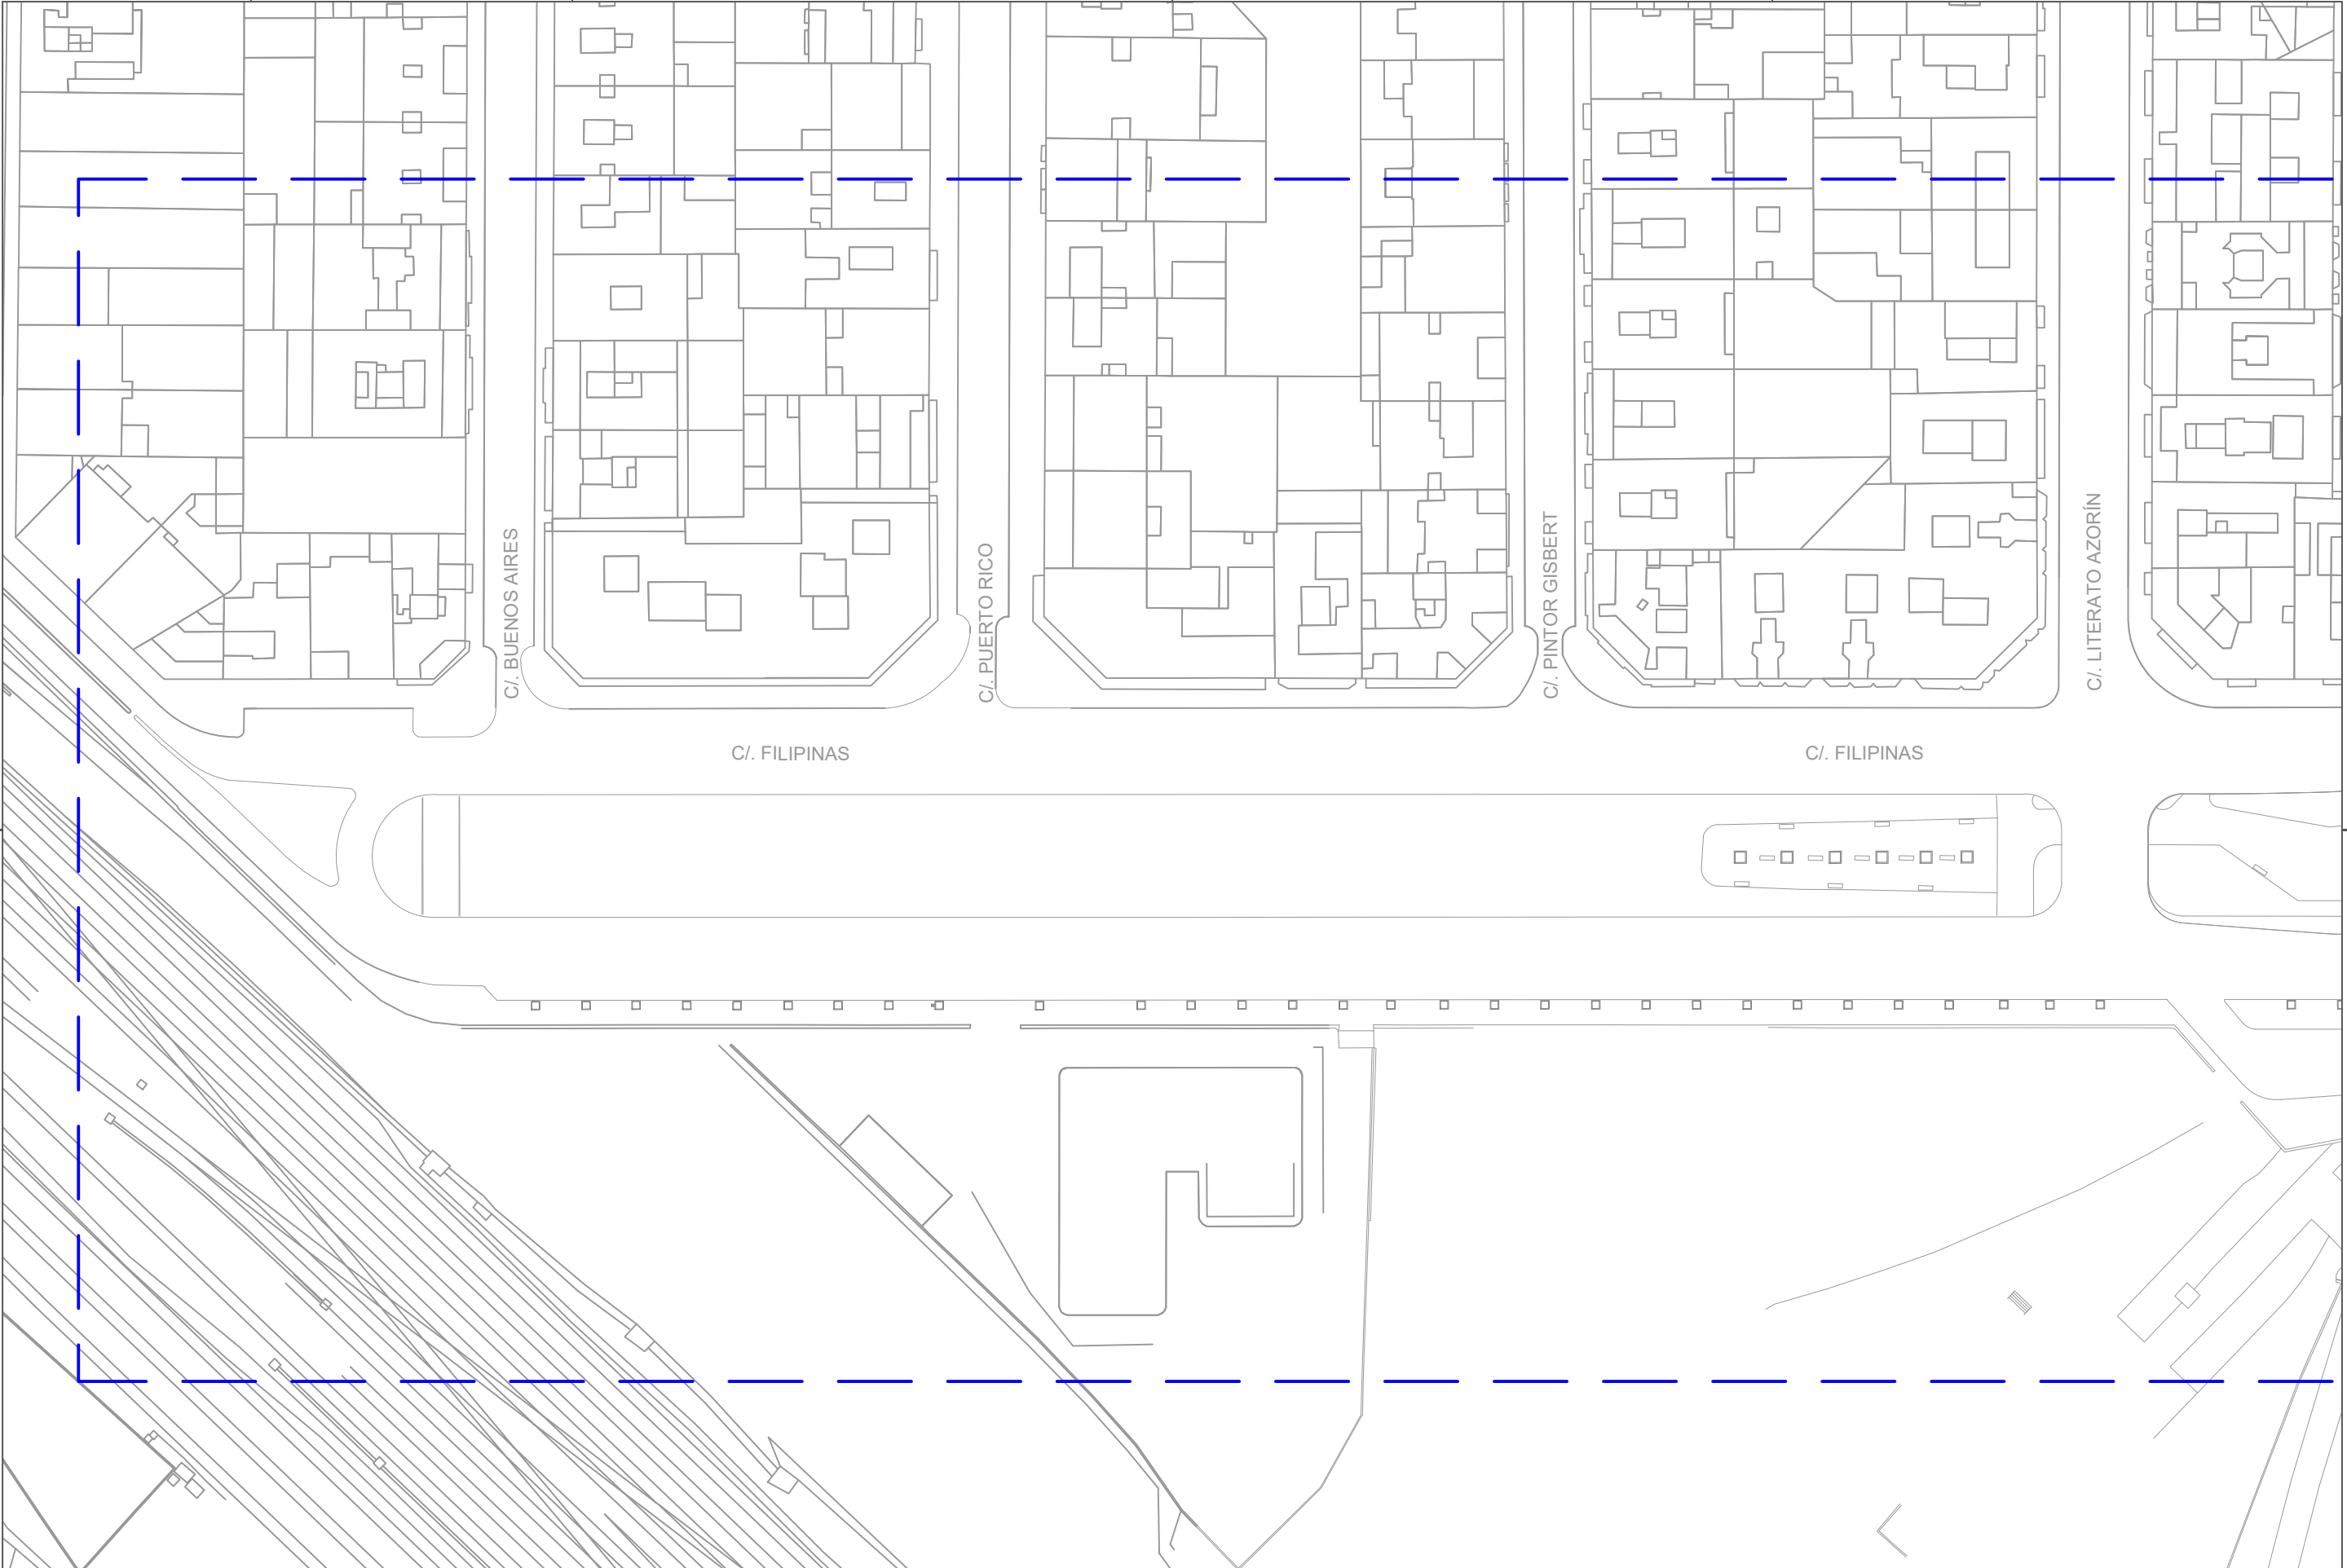 C/. BUENOS AIRES
C/. PUERTO RICO
C/. PINTOR GISBERT
C/. LITERATO AZORÍN
C/. FILIPINAS
C/. FILIPINAS